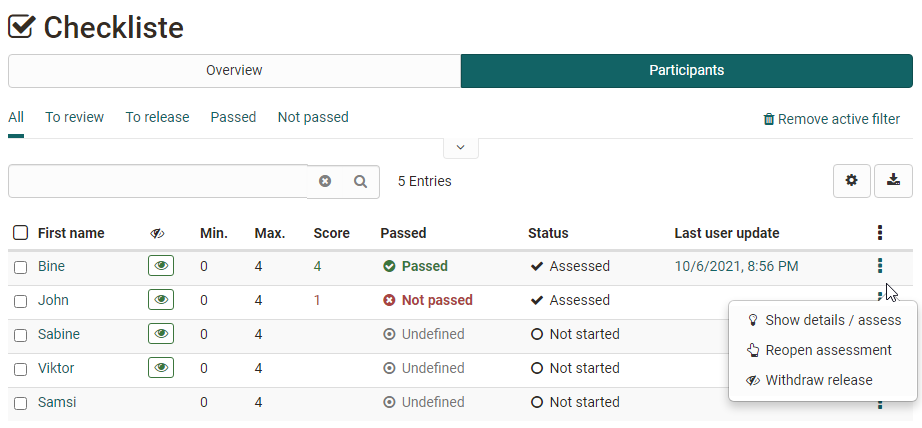 Checkliste
Overview Participants
All To review To release Passed Not passed Remove active filter
5 Entries
First name Min. Max. Score Passed Status Last user update
Bine 0 4 4 Passed Assessed 10/6/2021, 8:56 PM
John 0 4 1 Not passed Assessed
Show details / assess
Sabine 0 4 Undefined Not started
Reopen assessment
Viktor 0 4 Undefined Not started
Withdraw release
Samsi 0 4 Undefined Not started